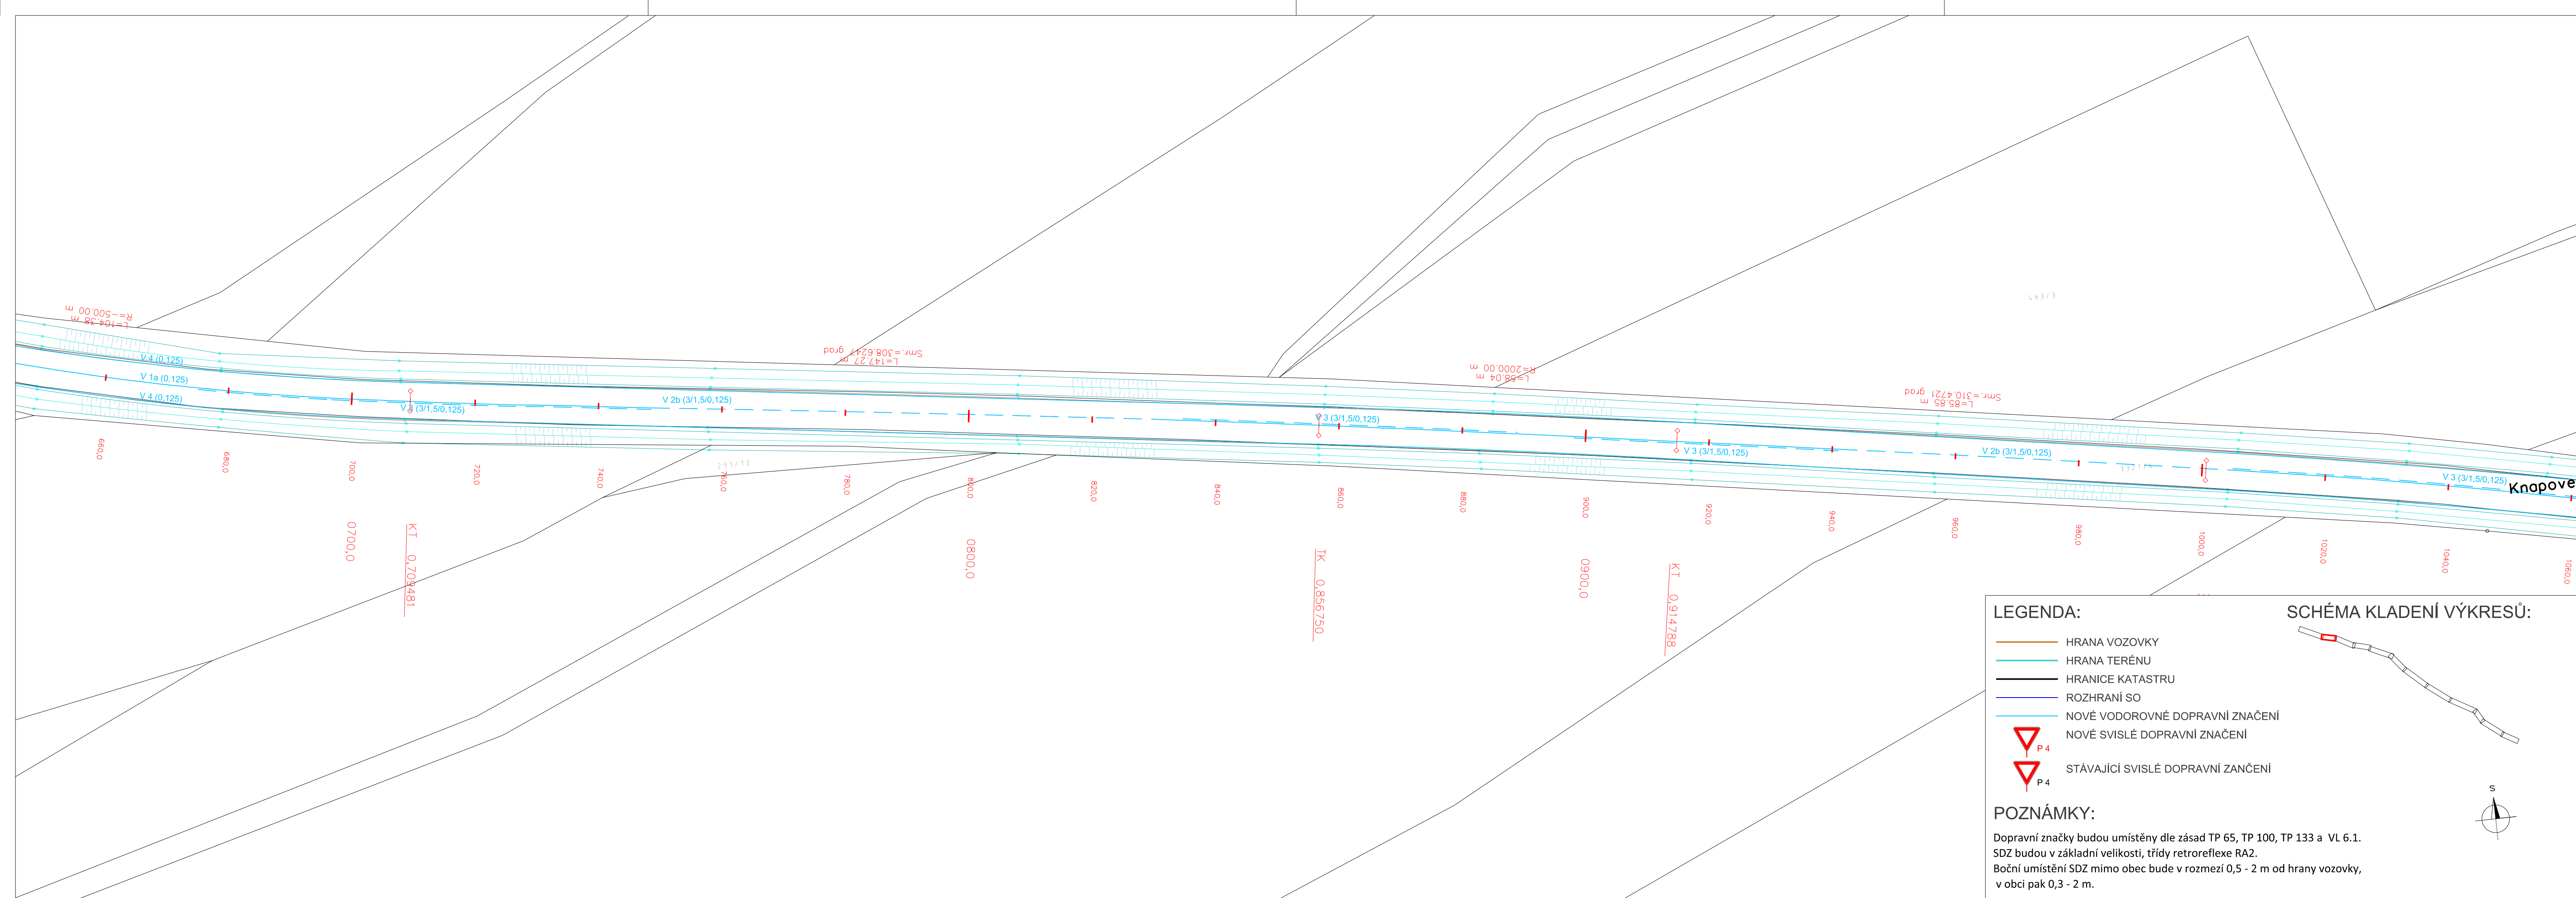 R=-500.00 m
L=104.38 m
V 4 (0,125)
V 1a (0,125)
V 4 (0,125)
V 3 (3/1,5/0,125)
Smr.=308.6247 grad
L=147.27 m
V 2b (3/1,5/0,125)
R=2000.00 m
L=58.04 m
V 3 (3/1,5/0,125)
V 3 (3/1,5/0,125)
Smr.=310.4721 grad
L=85.85 m
V 2b (3/1,5/0,125)
V 3 (3/1,5/0,125)
Knapove
483/3
291/12
660,0
680,0
700,0
720,0
740,0
760,0
780,0
800,0
820,0
840,0
860,0
880,0
900,0
920,0
940,0
960,0
980,0
1000,0
1020,0
1040,0
1060,0
0700,0
KT 0,709481
0800,0
TK 0,856750
0900,0
KT 0,914788
LEGENDA:
HRANA VOZOVKY
HRANA TERÉNU
HRANICE KATASTRU
ROZHRANÍ SO
NOVÉ VODOROVNÉ DOPRAVNÍ ZNAČENÍ
NOVÉ SVISLÉ DOPRAVNÍ ZNAČENÍ
P 4
STÁVAJÍCÍ SVISLÉ DOPRAVNÍ ZANČENÍ
P 4
SCHÉMA KLADENÍ VÝKRESŮ:
S
POZNÁMKY:
Dopravní značky budou umístěny dle zásad TP 65, TP 100, TP 133 a VL 6.1.
SDZ budou v základní velikosti, třídy retroreflexe RA2.
Boční umístění SDZ mimo obec bude v rozmezí 0,5 - 2 m od hrany vozovky,
v obci pak 0,3 - 2 m.